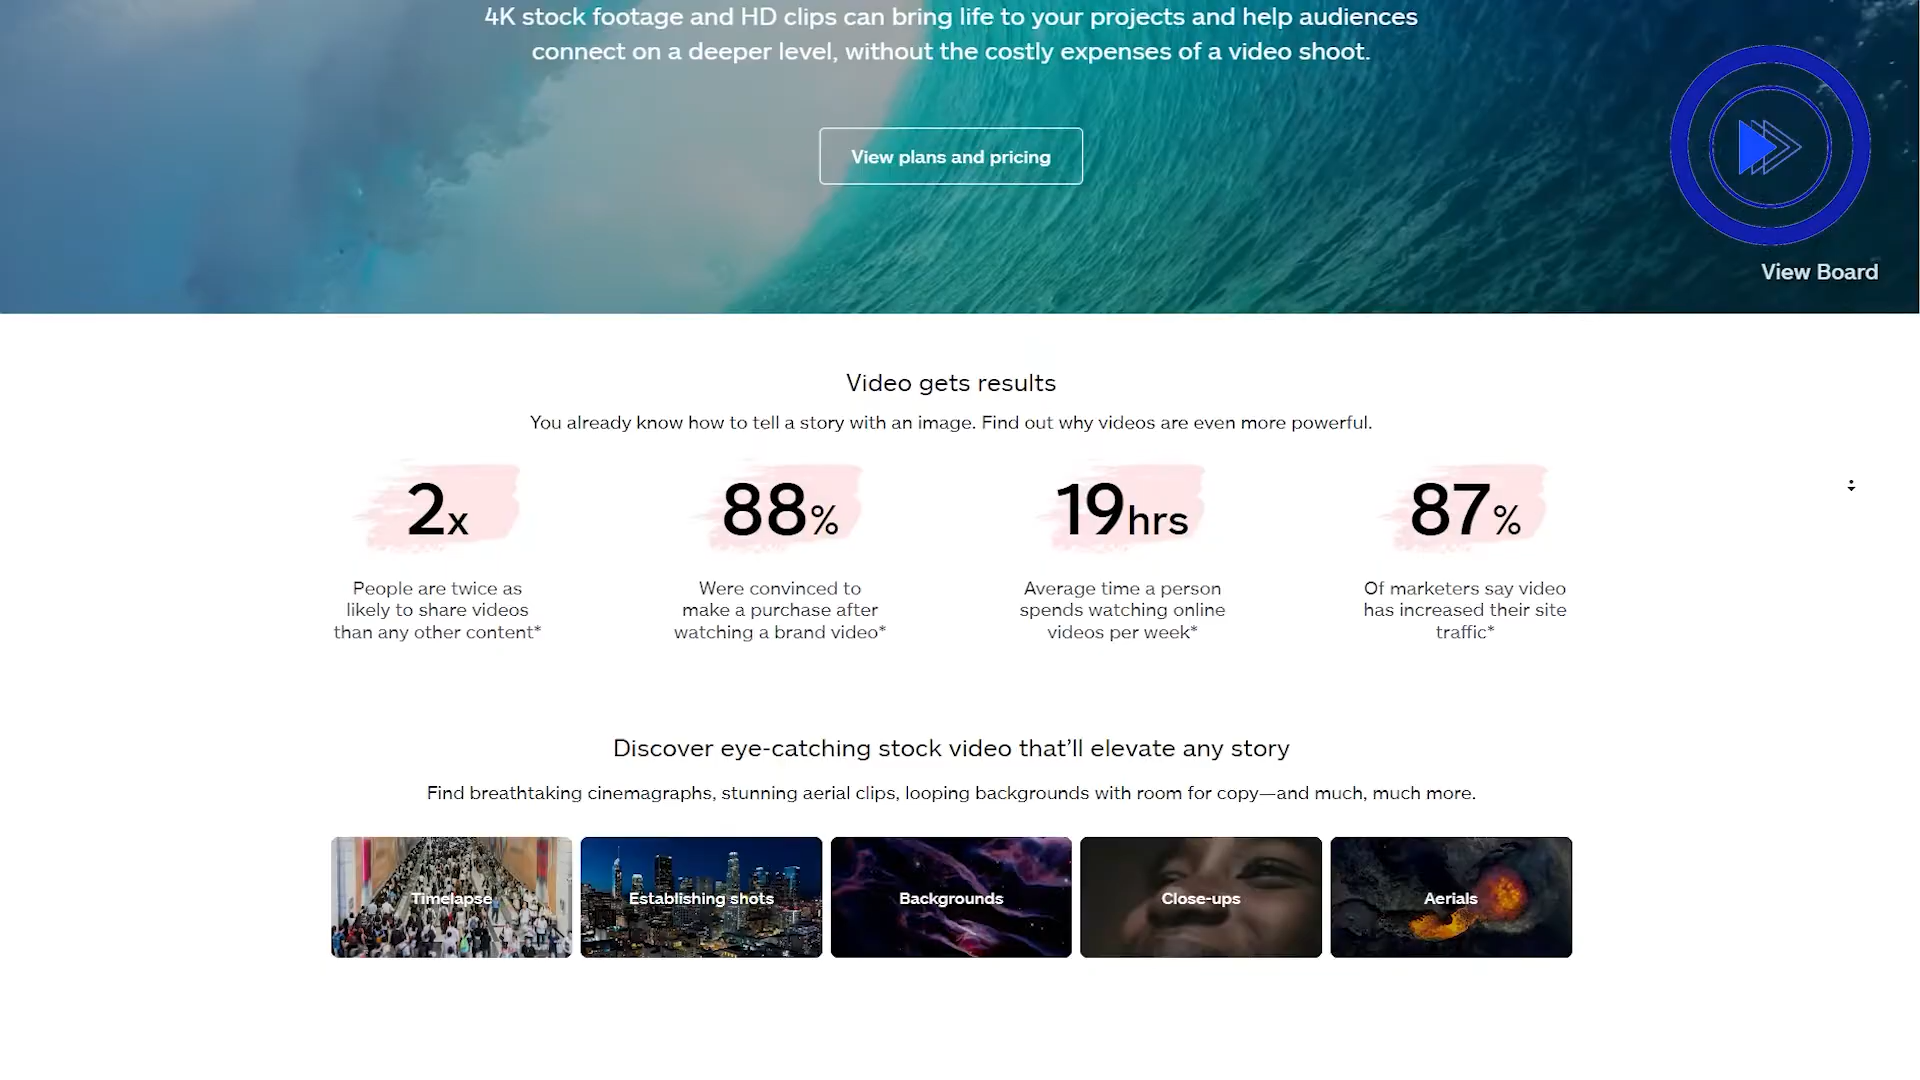 4K stock footage and HD clips can bring life to your projects and help audiences
connect on a deeper level, without the costly expenses of a video shoot.
View plans and pricing
View Board
Video gets results
You already know how to tell a story with an image. Find out why videos are even more powerful.
2x
People are twice as
likely to share videos
than any other content*
88%
Were convinced to
make a purchase after
watching a brand video*
19hrs
Average time a person
spends watching online
videos per week*
87%
Of marketers say video
has increased their site
traffic*
Discover eye-catching stock video that’ll elevate any story
Find breathtaking cinemagraphs, stunning aerial clips, looping backgrounds with room for copy—and much, much more.
Timelapse
Establishing shots
Backgrounds
Close-ups
Aerials